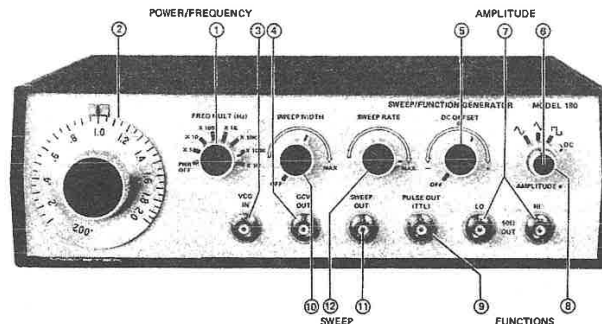 POWER/FREQUENCY
AMPLITUDE
2
1
3
4
5
7
6
SWEEP/FUNCTION GENERATOR MODEL 180
FREQ MULT (Hz)
SWEEP WIDTH
SWEEP RATE
DC OFFSET
X 100
X 1K
X 10
X 10K
PWR OFF
OFF
MAX
MAX
OFF
DC
AMPLITUDE
.2
.4
.6
.8
1.0
1.2
1.4
1.6
1.8
2.0
.002
VCG IN
GCV OUT
SWEEP OUT
PULSE OUT (TTL)
LO
50Ω OUT
HI
10
12
11
9
8
SWEEP
FUNCTIONS